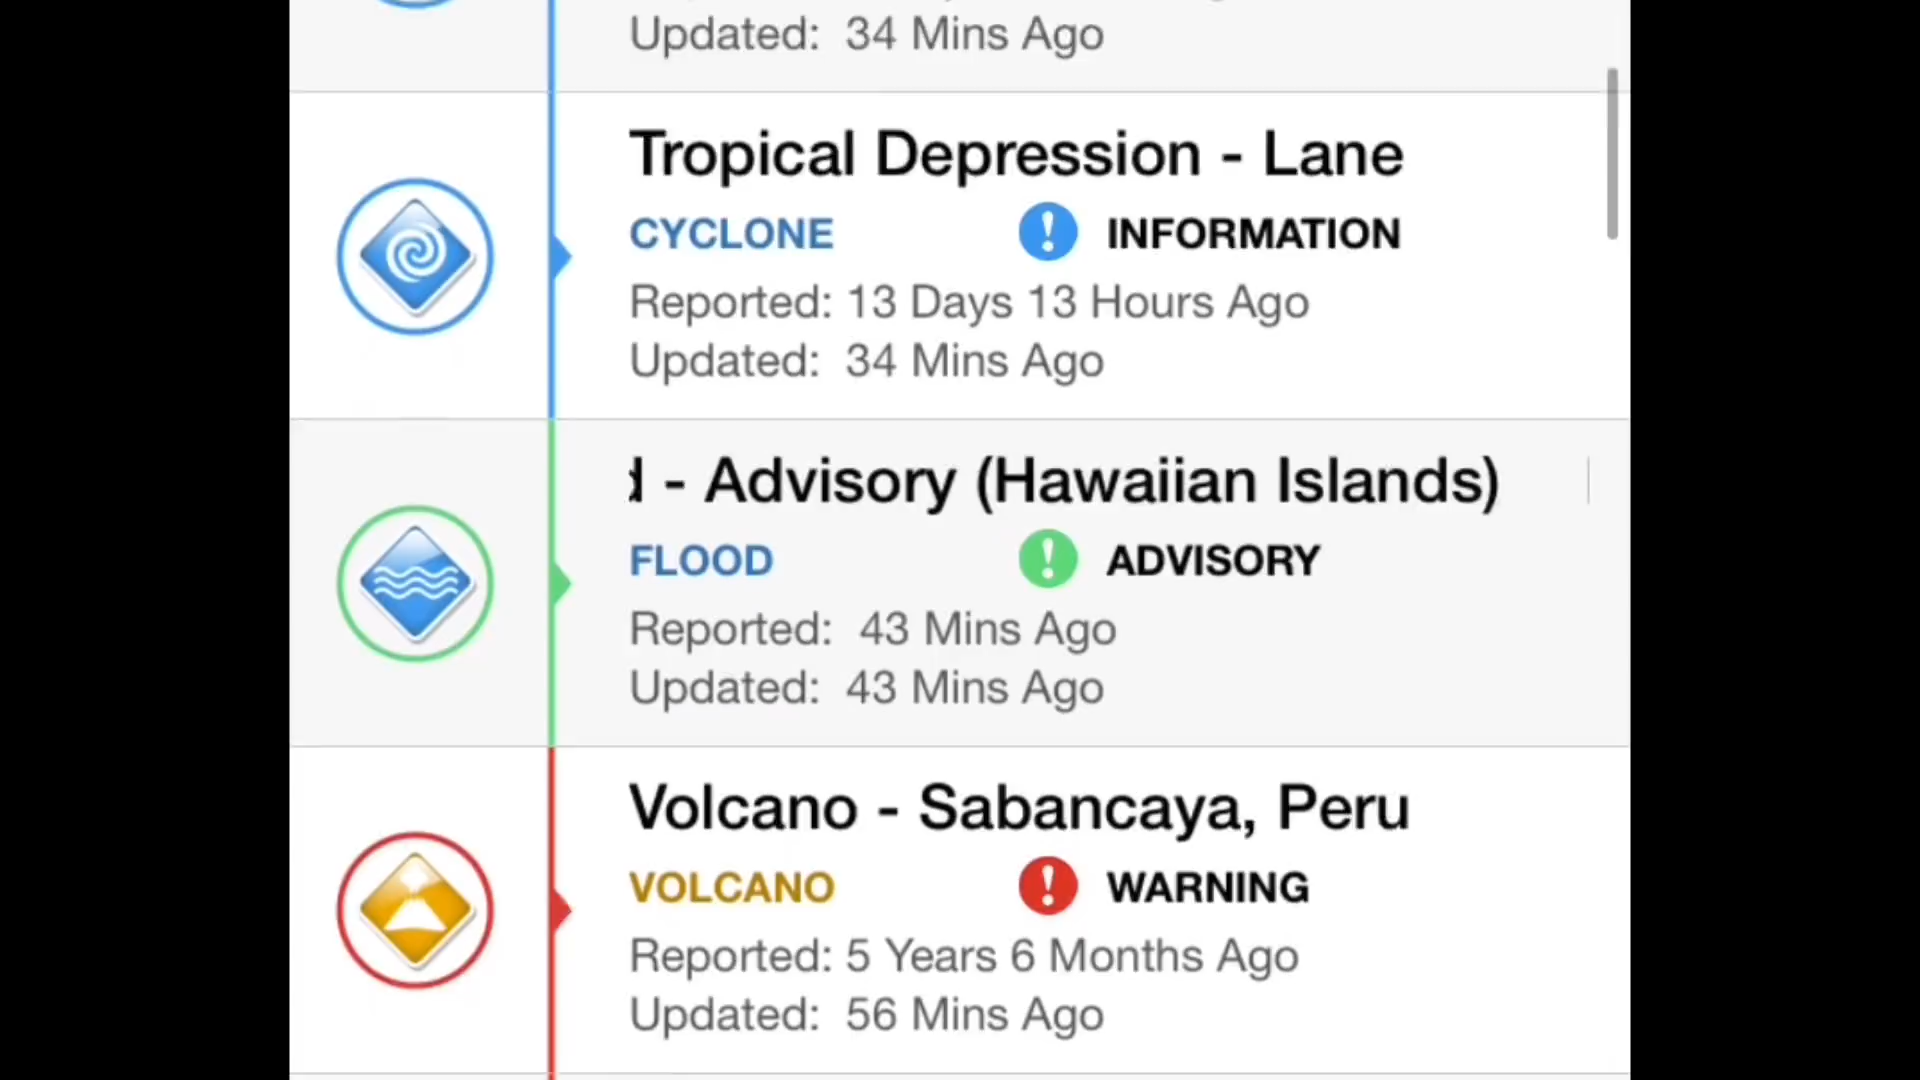 Updated: 34 Mins Ago
Tropical Depression - Lane
CYCLONE
INFORMATION
Reported: 13 Days 13 Hours Ago
Updated: 34 Mins Ago
- Advisory (Hawaiian Islands)
FLOOD
ADVISORY
Reported: 43 Mins Ago
Updated: 43 Mins Ago
Volcano - Sabancaya, Peru
VOLCANO
WARNING
Reported: 5 Years 6 Months Ago
Updated: 56 Mins Ago